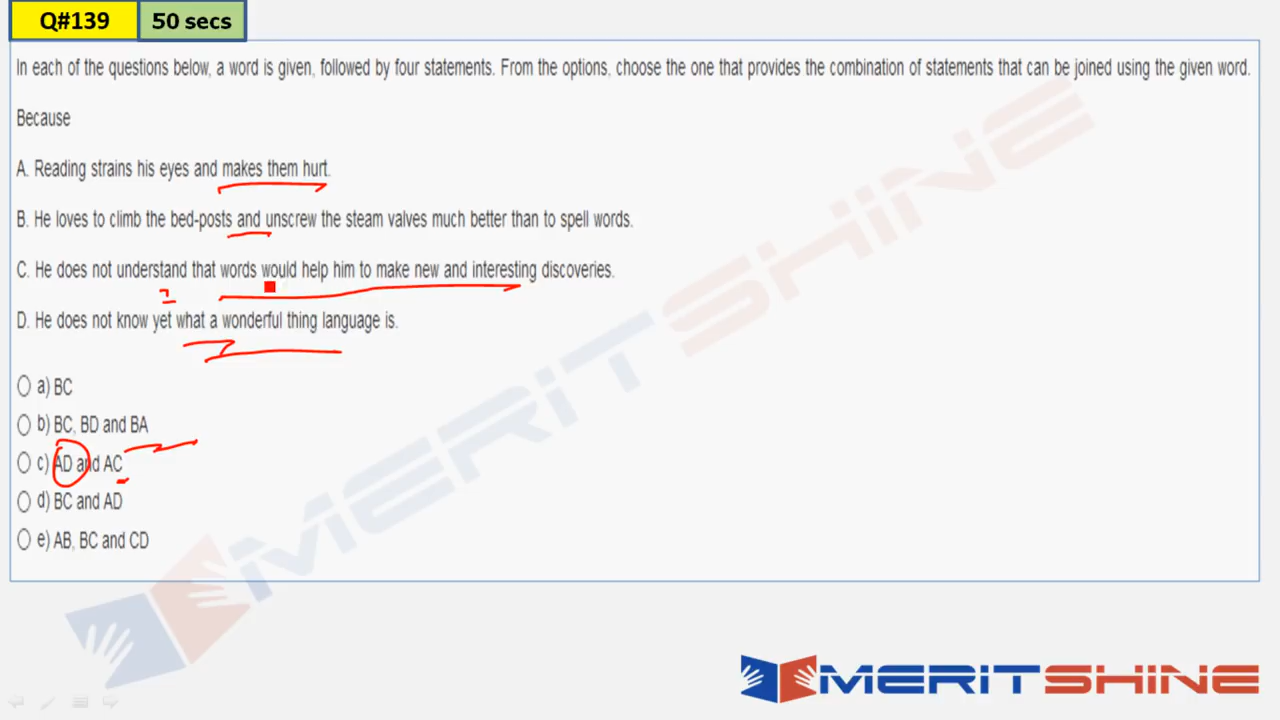 Q#139
50 secs
In each of the questions below, a word is given, followed by four statements. From the options, choose the one that provides the combination of statements that can be joined using the given word.
Because
A. Reading strains his eyes and makes them hurt.
B. He loves to climb the bed-posts and unscrew the steam valves much better than to spell words.
C. He does not understand that words would help him to make new and interesting discoveries.
D. He does not know yet what a wonderful thing language is.
a) BC
b) BC, BD and BA
c) AD and AC
d) BC and AD
e) AB, BC and CD
MERiTSHiNE
MERiTSHiNE